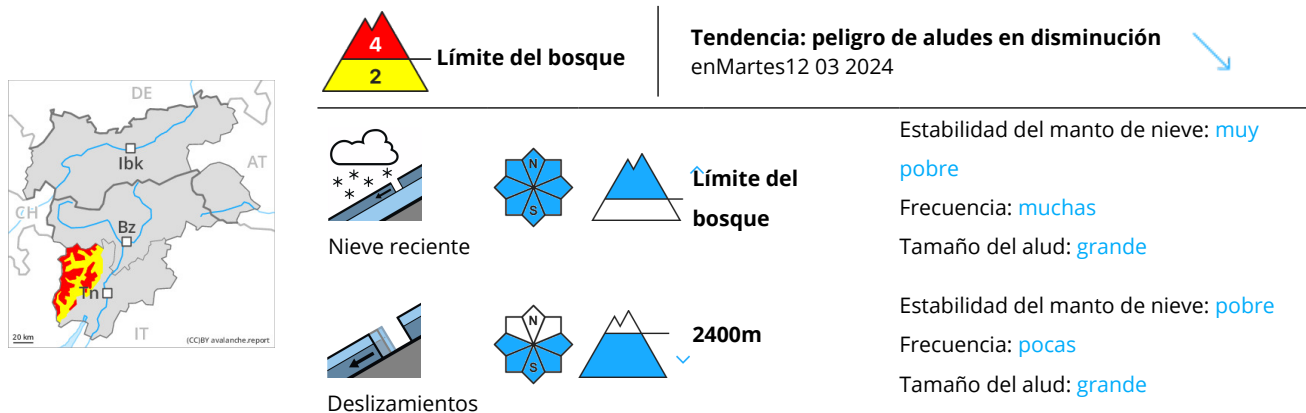 4
2
Límite del bosque
Tendencia: peligro de aludes en disminución
enMartes12 03 2024
DE
Ibk
AT
CH
Bz
Tn
IT
20 km
(CC)BY avalanche.report
Nieve reciente
N
S
Límite del
bosque
Estabilidad del manto de nieve: muy
pobre
Frecuencia: muchas
Tamaño del alud: grande
Deslizamientos
N
S
2400m
Estabilidad del manto de nieve: pobre
Frecuencia: pocas
Tamaño del alud: grande